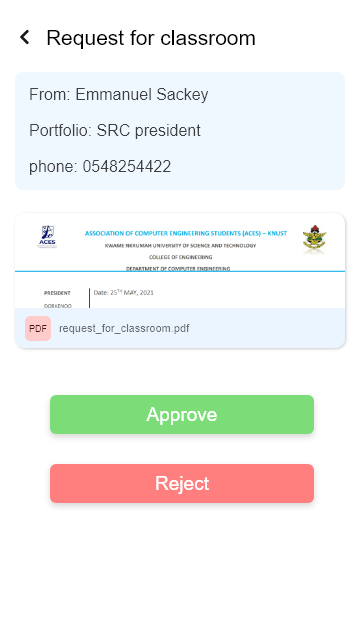 Request for classroom
From: Emmanuel Sackey
Portfolio: SRC president
phone: 0548254422
ACES
ASSOCIATION OF COMPUTER ENGINEERING STUDENTS (ACES) – KNUST
KWAME NKRUMAH UNIVERSITY OF SCIENCE AND TECHNOLOGY
COLLEGE OF ENGINEERING
DEPARTMENT OF COMPUTER ENGINEERING
PRESIDENT
Date: 25TH MAY, 2021
DORKENOO
PDF request_for_classroom.pdf
Approve
Reject